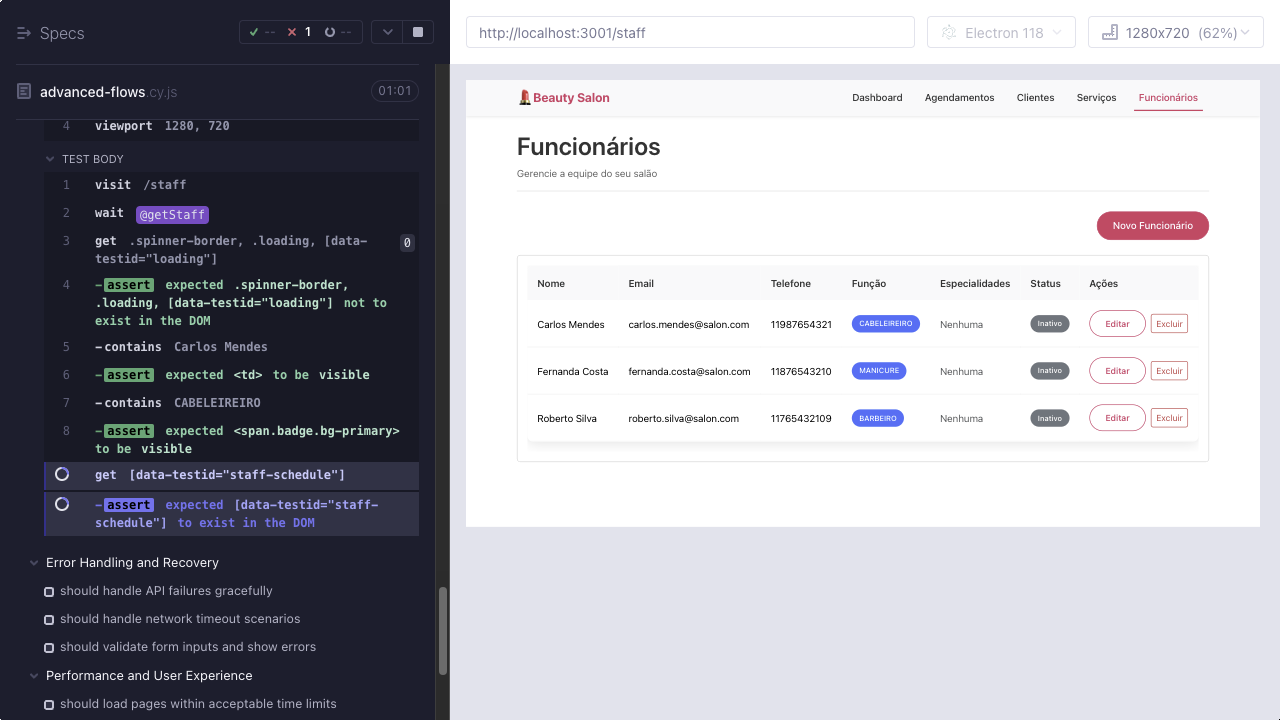 Specs
-- 1 --
http://localhost:3001/staff
Electron 118
1280x720 (62%)
advanced-flows.cy.js
01:01
4 viewport 1280, 720
TEST BODY
1 visit /staff
2 wait @getStaff
3 get .spinner-border, .loading, [data-
testid="loading"] 0
4 -assert expected .spinner-border,
.loading, [data-testid="loading"] not to
exist in the DOM
5 -contains Carlos Mendes
6 -assert expected <td> to be visible
7 -contains CABELEIREIRO
8 -assert expected <span.badge.bg-primary>
to be visible
get [data-testid="staff-schedule"]
-assert expected [data-testid="staff-
schedule"] to exist in the DOM
Error Handling and Recovery
should handle API failures gracefully
should handle network timeout scenarios
should validate form inputs and show errors
Performance and User Experience
should load pages within acceptable time limits
Beauty Salon
Dashboard Agendamentos Clientes Serviços Funcionários
Funcionários
Gerencie a equipe do seu salão
Novo Funcionário
Nome Email Telefone Função Especialidades Status Ações
Carlos Mendes carlos.mendes@salon.com 11987654321 CABELEIREIRO Nenhuma Inativo Editar Excluir
Fernanda Costa fernanda.costa@salon.com 11876543210 MANICURE Nenhuma Inativo Editar Excluir
Roberto Silva roberto.silva@salon.com 11765432109 BARBEIRO Nenhuma Inativo Editar Excluir